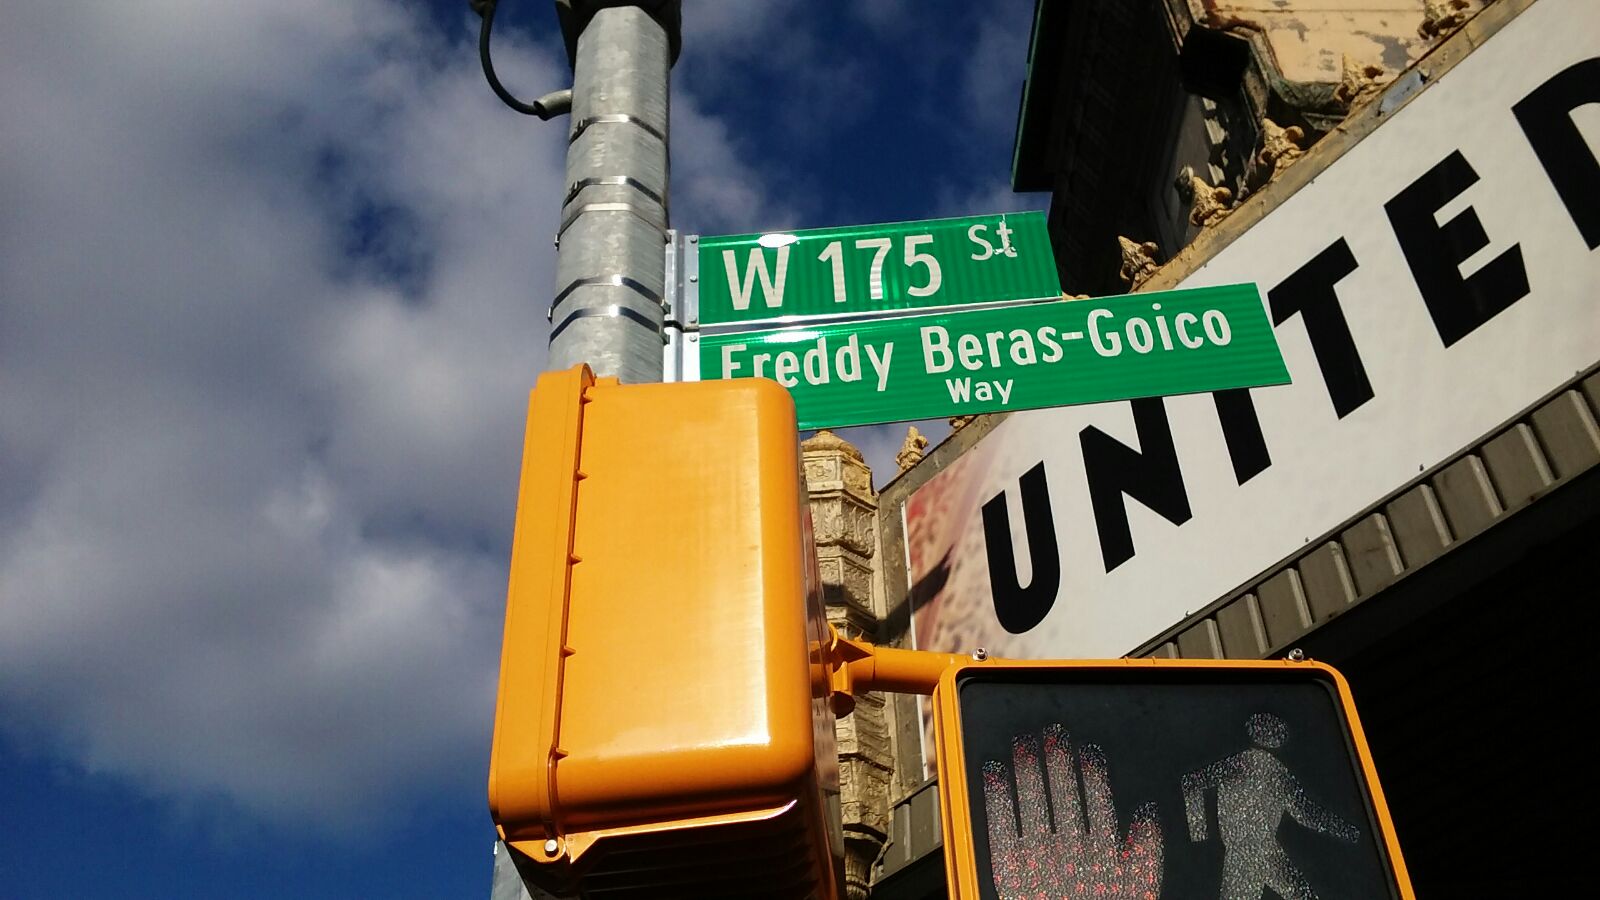 W 175 St
Freddy Beras-Goico
Way
UNITED